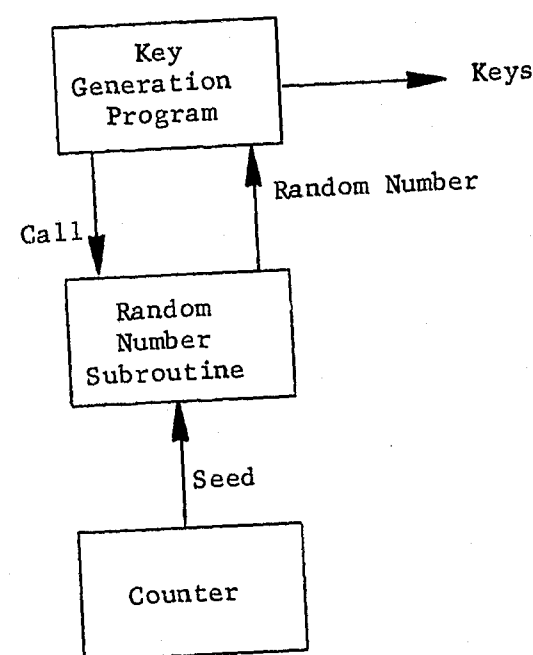 Key
Generation
Program
Keys
Call
Random Number
Random
Number
Subroutine
Seed
Counter